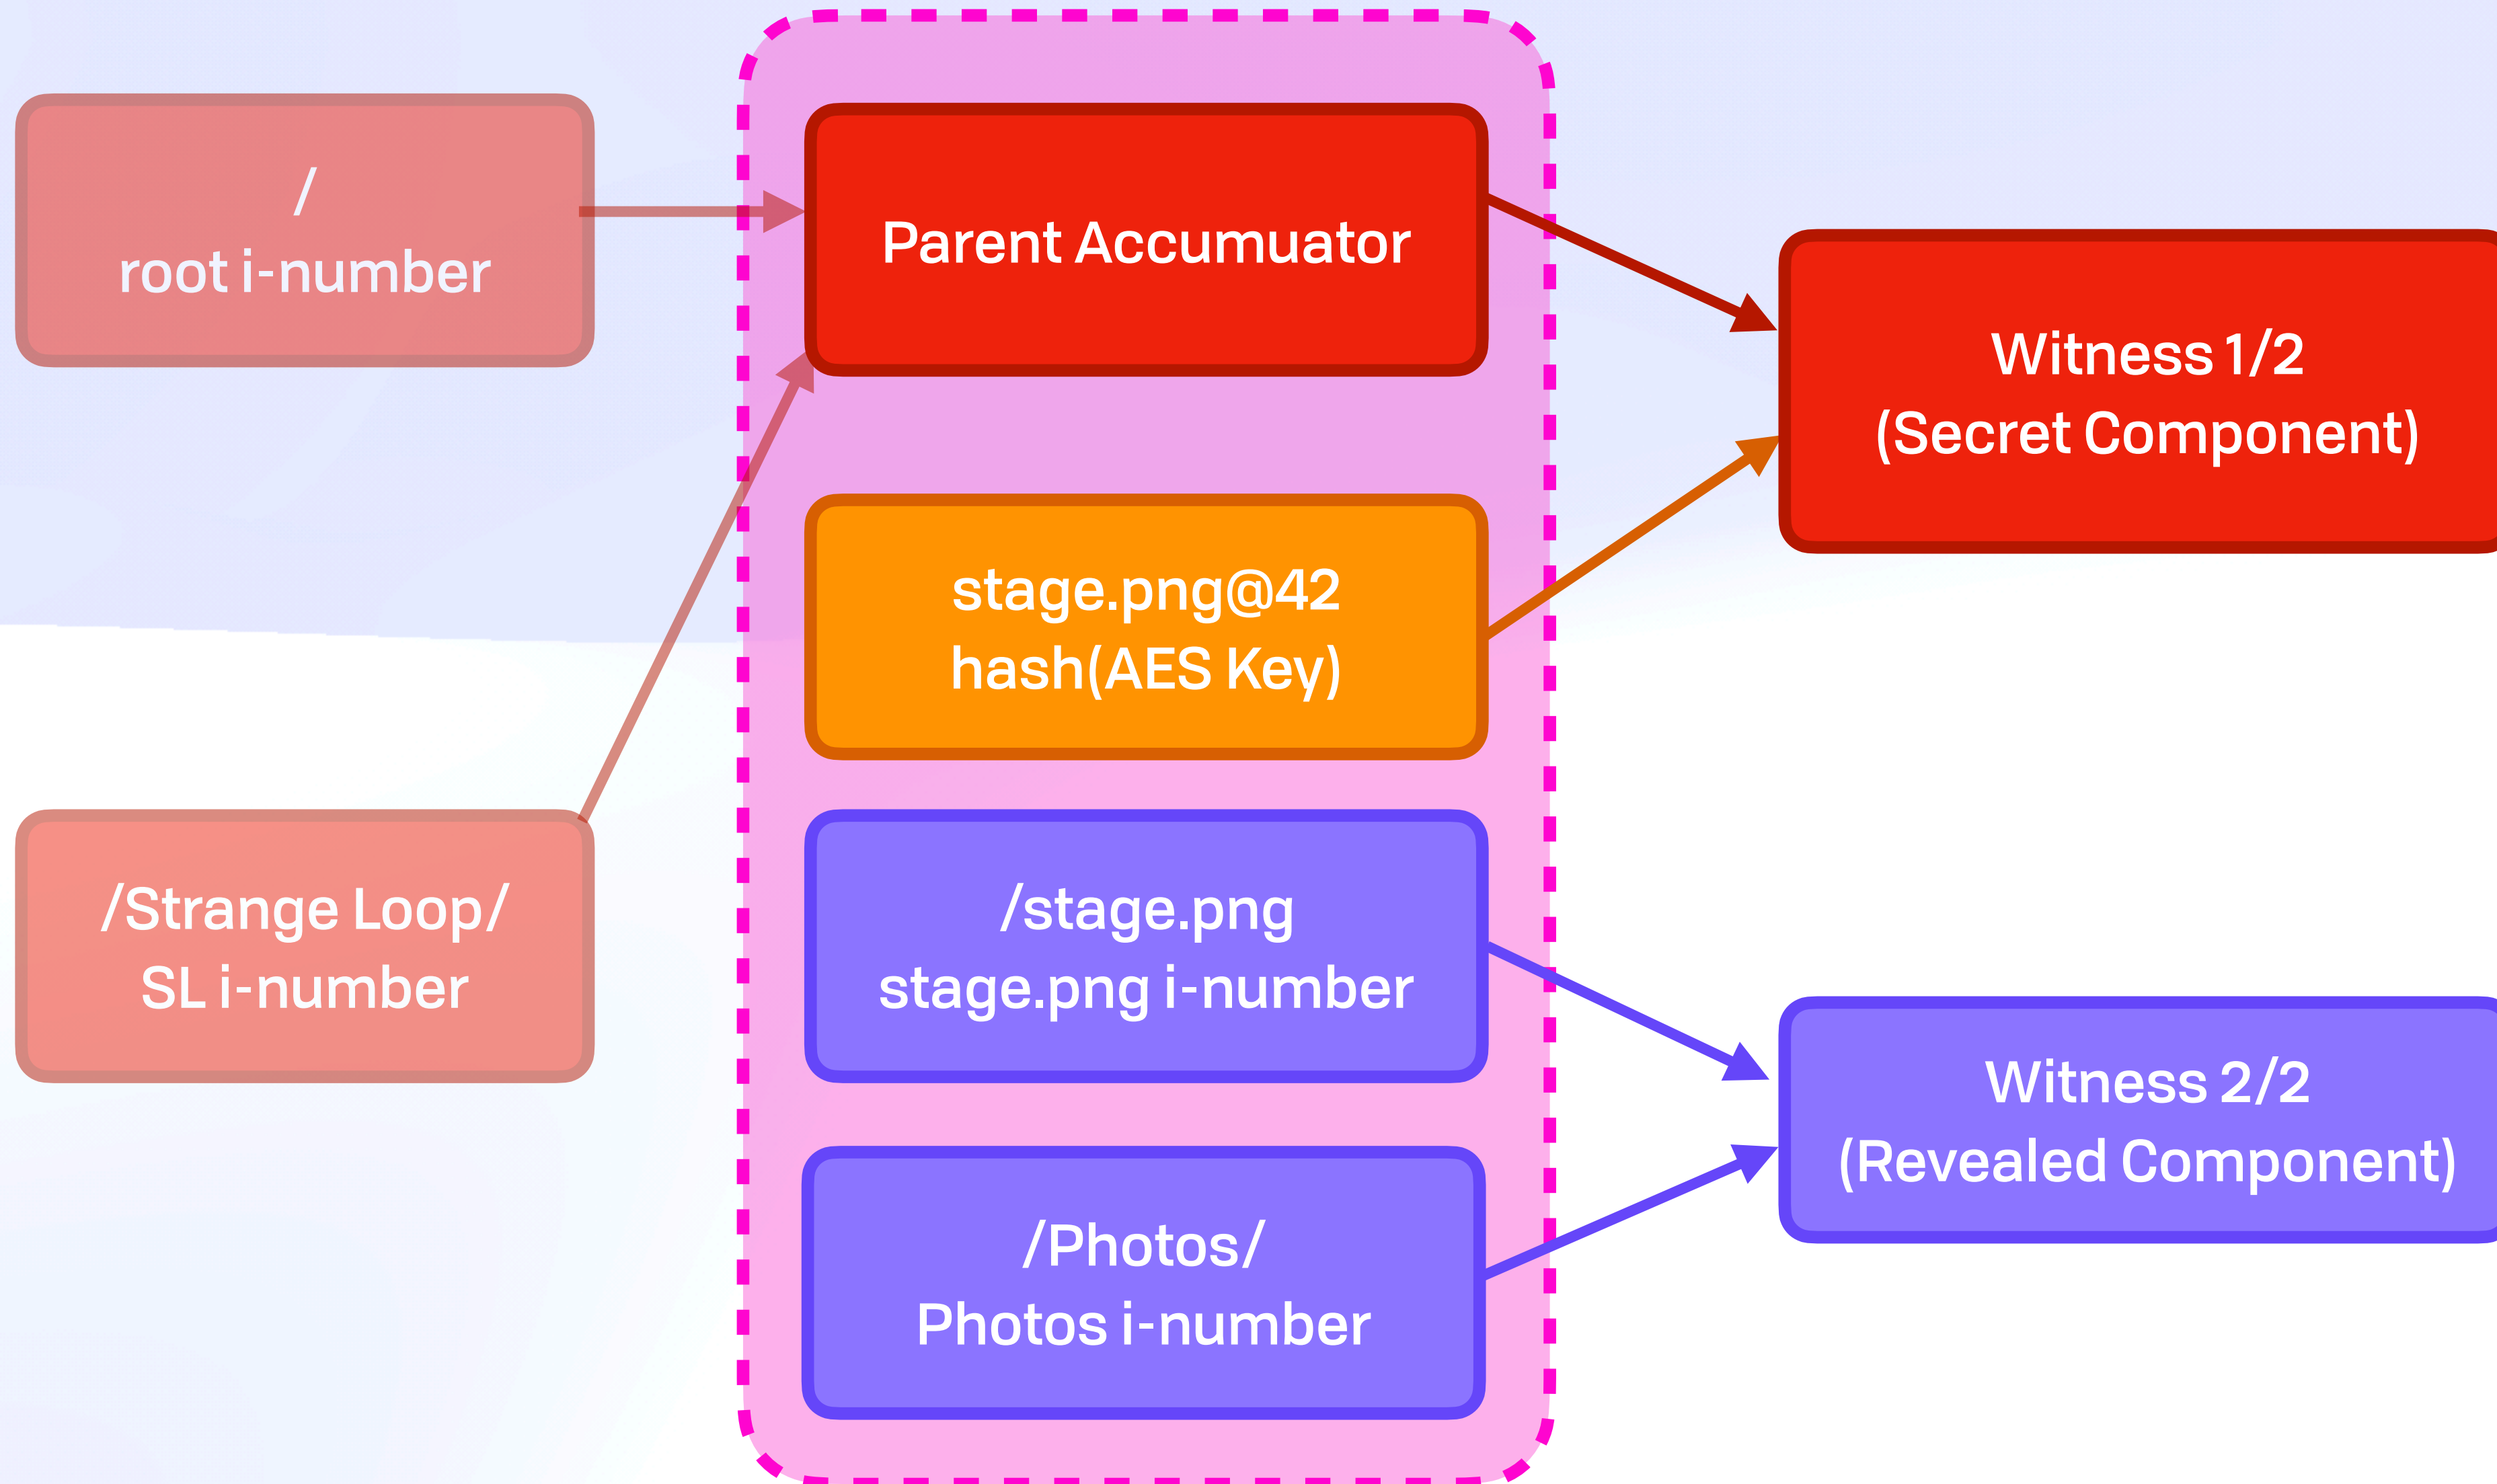 /
root i-number
Parent Accumuator
Witness 1/2
(Secret Component)
stage.png@42
hash(AES Key)
/Strange Loop/
SL i-number
/stage.png
stage.png i-number
Witness 2/2
(Revealed Component)
/Photos/
Photos i-number